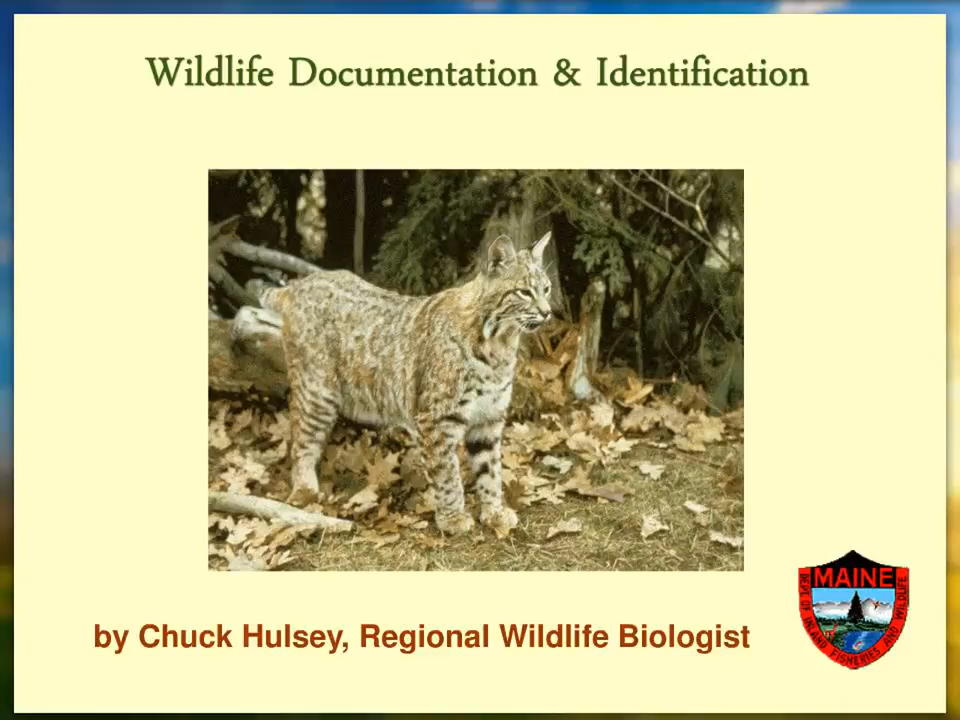 Wildlife Documentation & Identification
by Chuck Hulsey, Regional Wildlife Biologist
MAINE
DEPT OF INLAND FISHERIES AND WILDLIFE